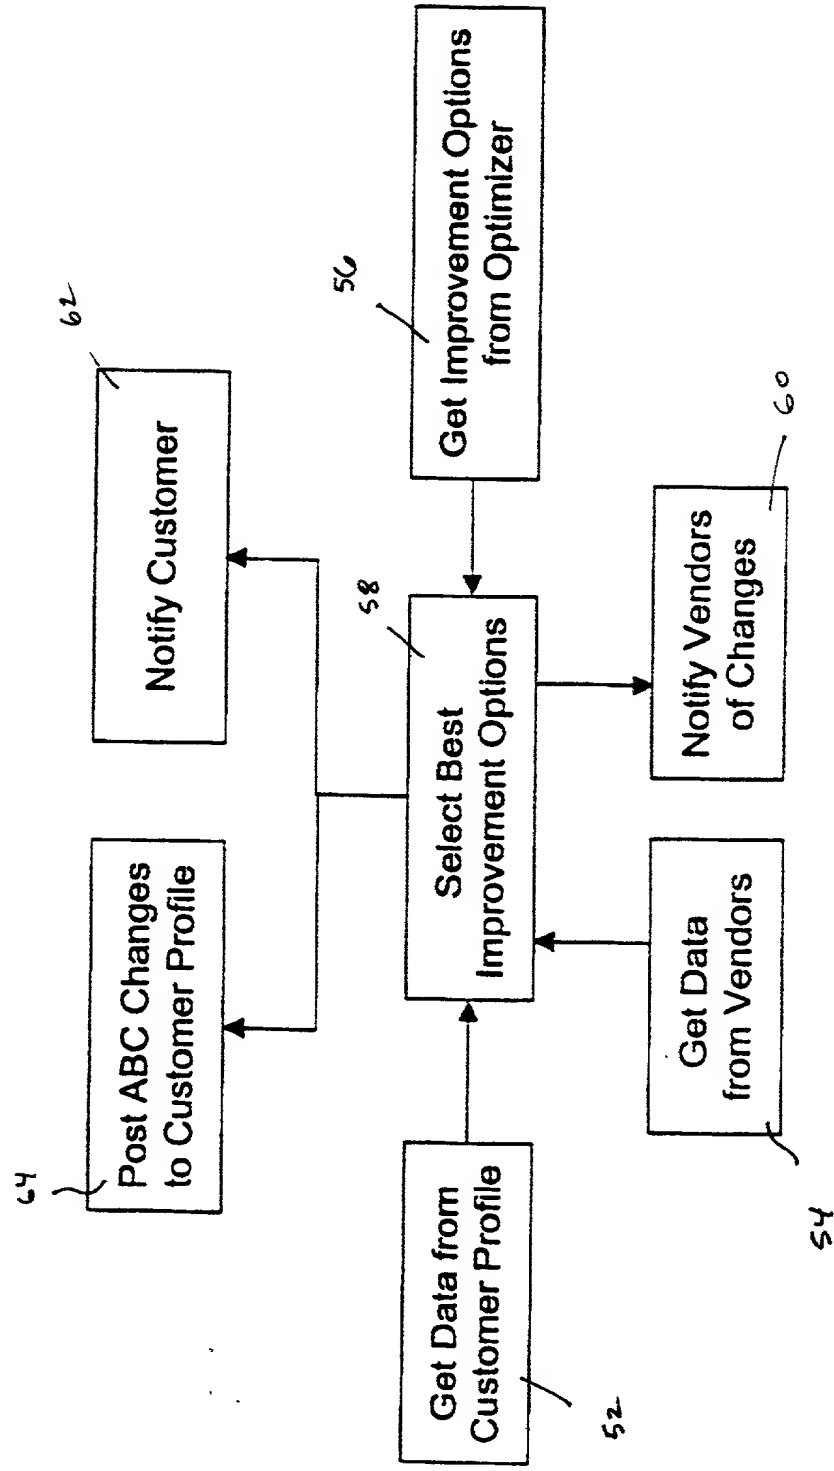 64
Post ABC Changes
to Customer Profile
62
Notify Customer
52
Get Data from
Customer Profile
58
Select Best
Improvement Options
56
Get Improvement Options
from Optimizer
54
Get Data
from Vendors
60
Notify Vendors
of Changes